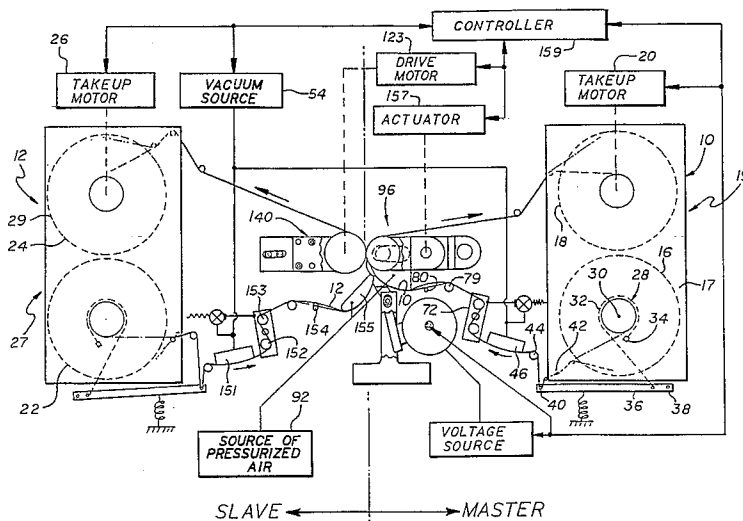 CONTROLLER
159
26
TAKEUP
MOTOR
VACUUM
SOURCE
54
123
DRIVE
MOTOR
157
ACTUATOR
20
TAKEUP
MOTOR
12
29
24
27
22
140
96
10
18
16
17
30
28
32
34
42
44
46
40
36
38
72
79
80
10
12
153
154
155
152
151
92
SOURCE OF
PRESSURIZED
AIR
VOLTAGE
SOURCE
SLAVE
MASTER